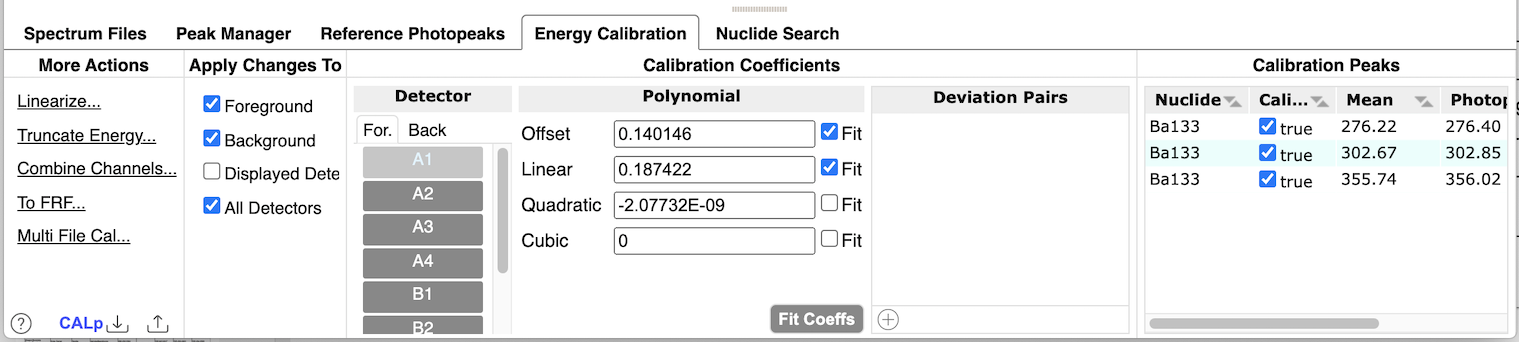 Spectrum Files Peak Manager Reference Photopeaks Energy Calibration Nuclide Search
More Actions
Linearize...
Truncate Energy...
Combine Channels...
To FRF...
Multi File Cal...
? CALp
Apply Changes To
Foreground
Background
Displayed Dete
All Detectors
Calibration Coefficients
Detector
For. Back
A1
A2
A3
A4
B1
B2
Polynomial
Offset 0.140146 Fit
Linear 0.187422 Fit
Quadratic -2.07732E-09 Fit
Cubic 0 Fit
Fit Coeffs
Deviation Pairs
Calibration Peaks
Nuclide Cali... Mean Photop
Ba133 true 276.22 276.40
Ba133 true 302.67 302.85
Ba133 true 355.74 356.02